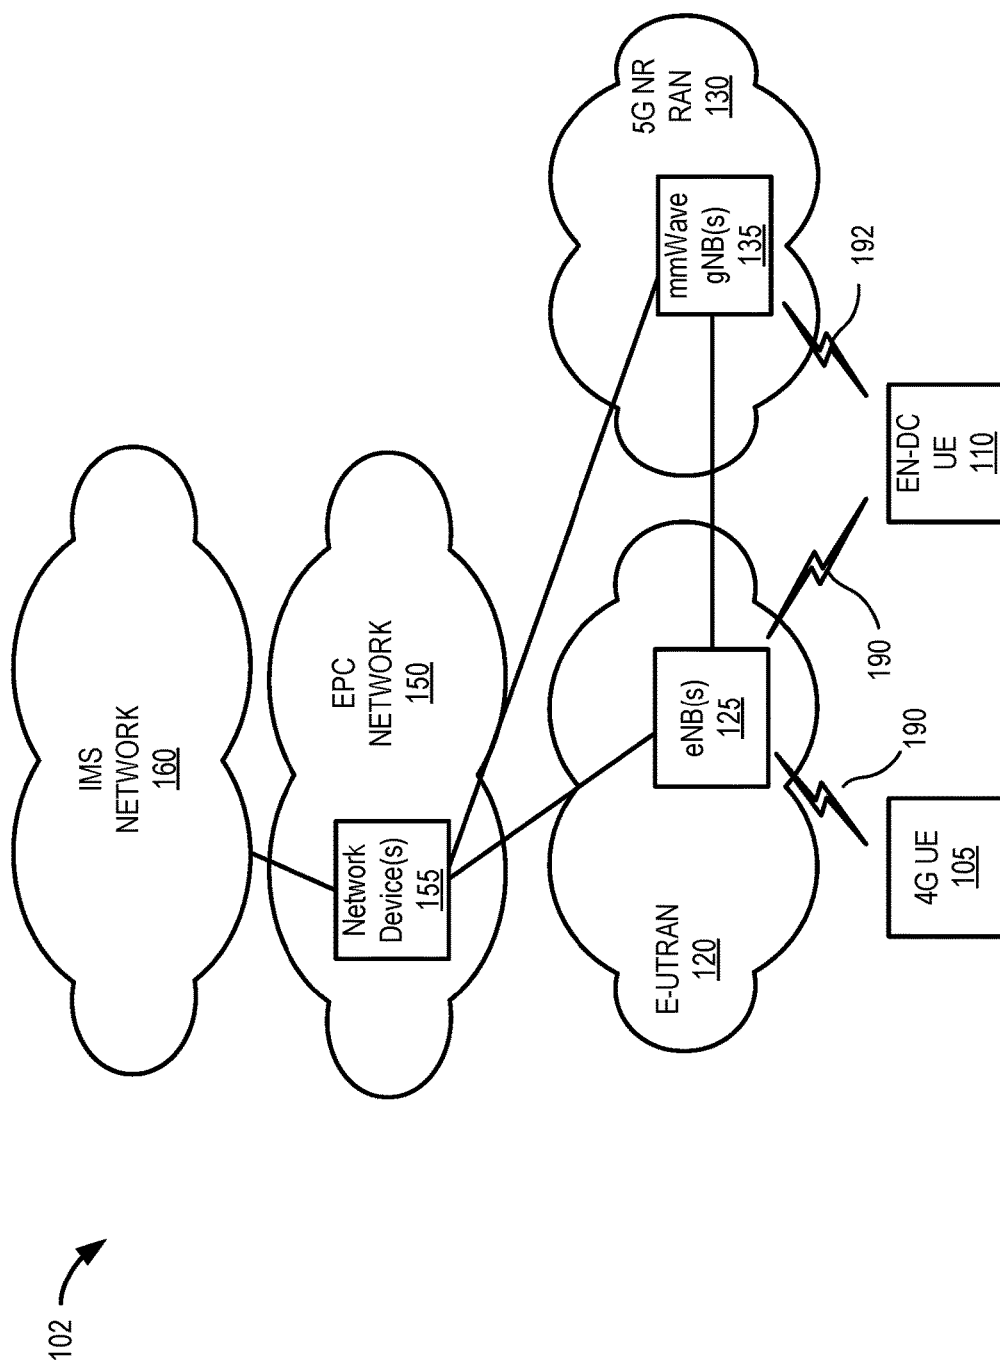 102
IMS
NETWORK
160
EPC
NETWORK
150
Network
Device(s)
155
E-UTRAN
120
eNB(s)
125
5G NR
RAN
130
mmWave
gNB(s)
135
190
190
192
4G UE
105
EN-DC
UE
110